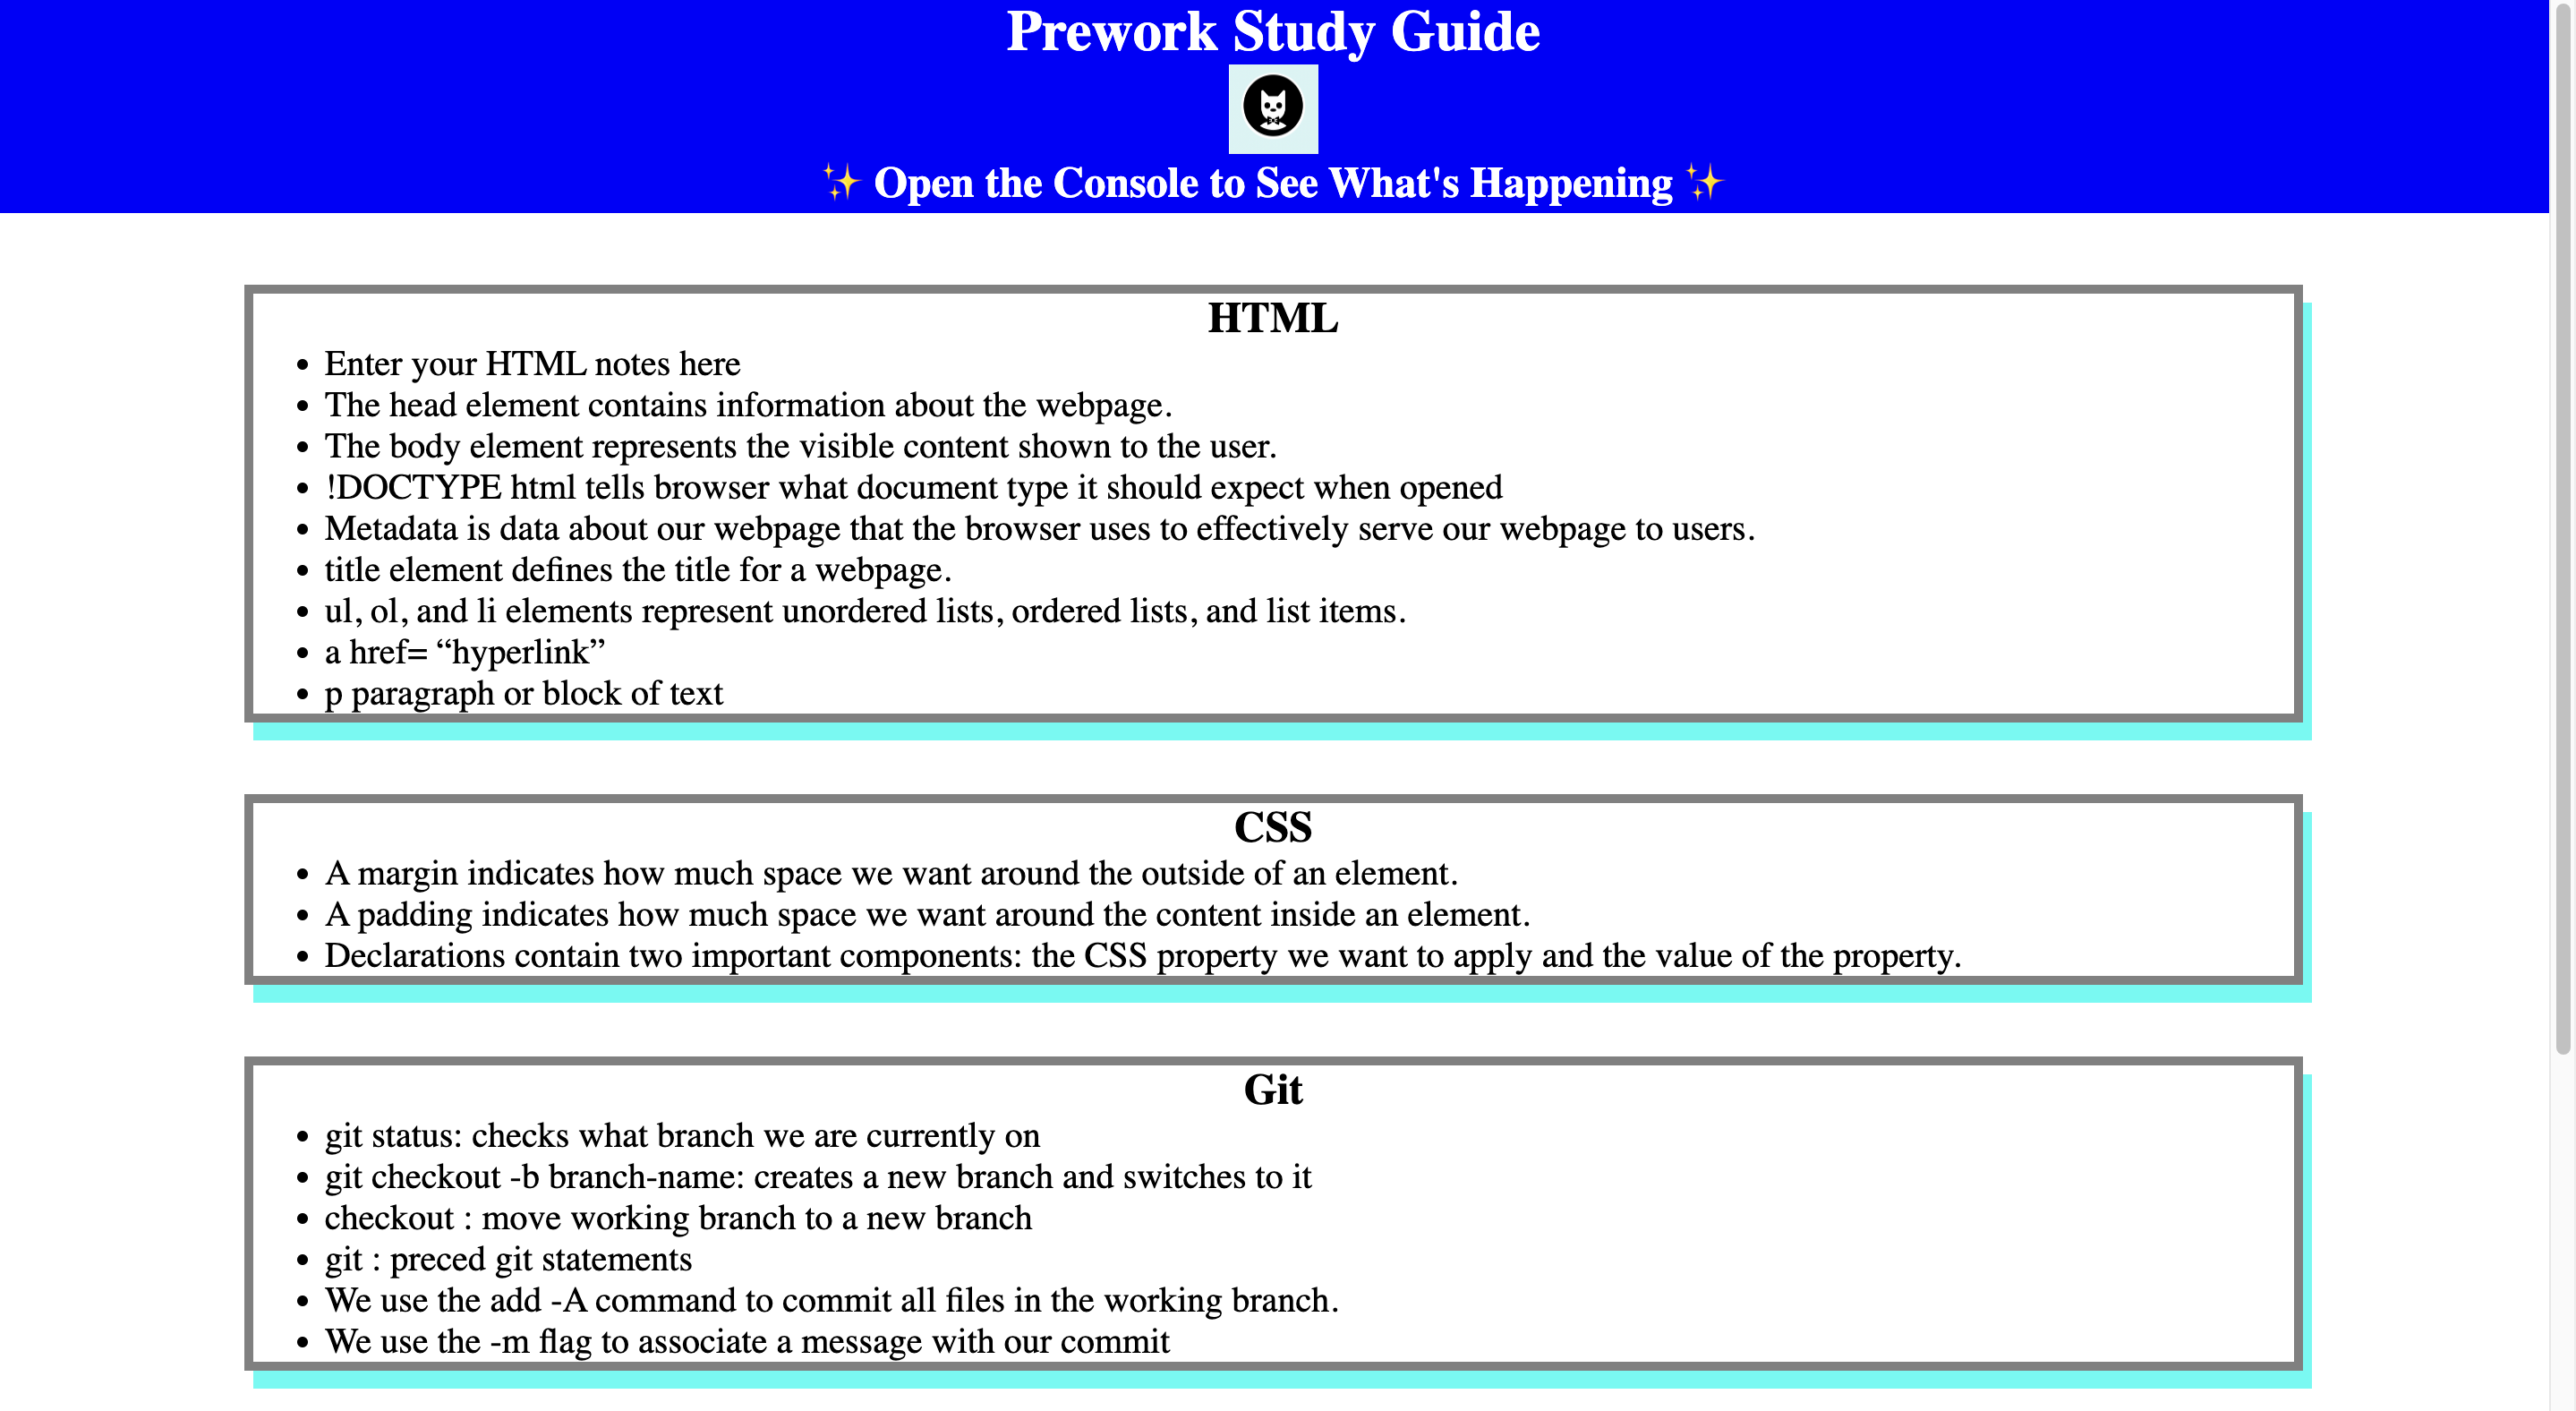 Prework Study Guide
✨ Open the Console to See What's Happening ✨
HTML
• Enter your HTML notes here
• The head element contains information about the webpage.
• The body element represents the visible content shown to the user.
• !DOCTYPE html tells browser what document type it should expect when opened
• Metadata is data about our webpage that the browser uses to effectively serve our webpage to users.
• title element defines the title for a webpage.
• ul, ol, and li elements represent unordered lists, ordered lists, and list items.
• a href= “hyperlink”
• p paragraph or block of text
CSS
• A margin indicates how much space we want around the outside of an element.
• A padding indicates how much space we want around the content inside an element.
• Declarations contain two important components: the CSS property we want to apply and the value of the property.
Git
• git status: checks what branch we are currently on
• git checkout -b branch-name: creates a new branch and switches to it
• checkout : move working branch to a new branch
• git : preced git statements
• We use the add -A command to commit all files in the working branch.
• We use the -m flag to associate a message with our commit